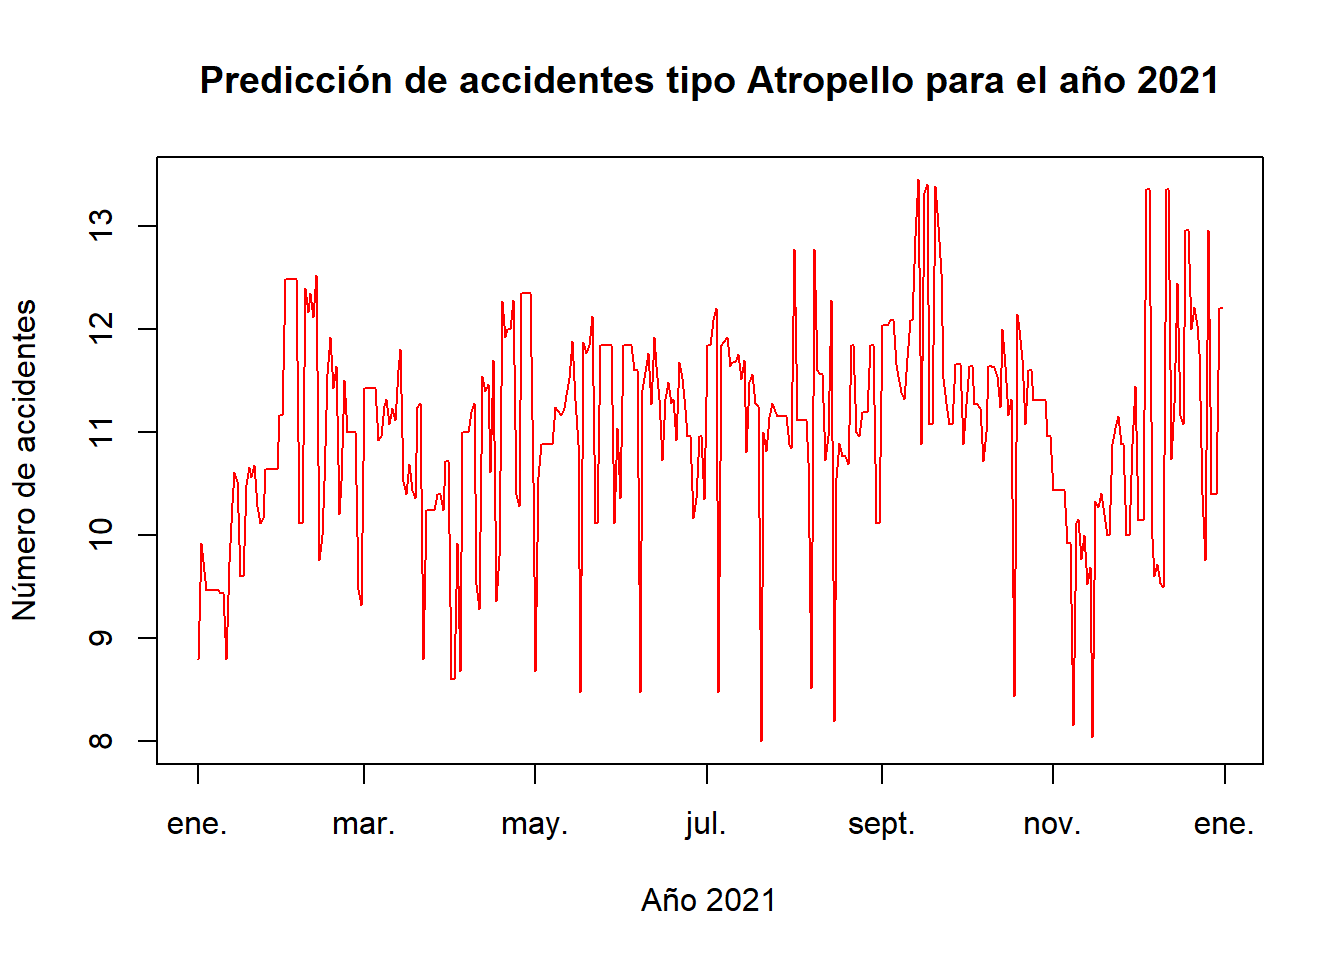 Predicción de accidentes tipo Atropello para el año 2021
Número de accidentes
13
12
11
10
9
8
ene. mar. may. jul. sept. nov. ene.
Año 2021